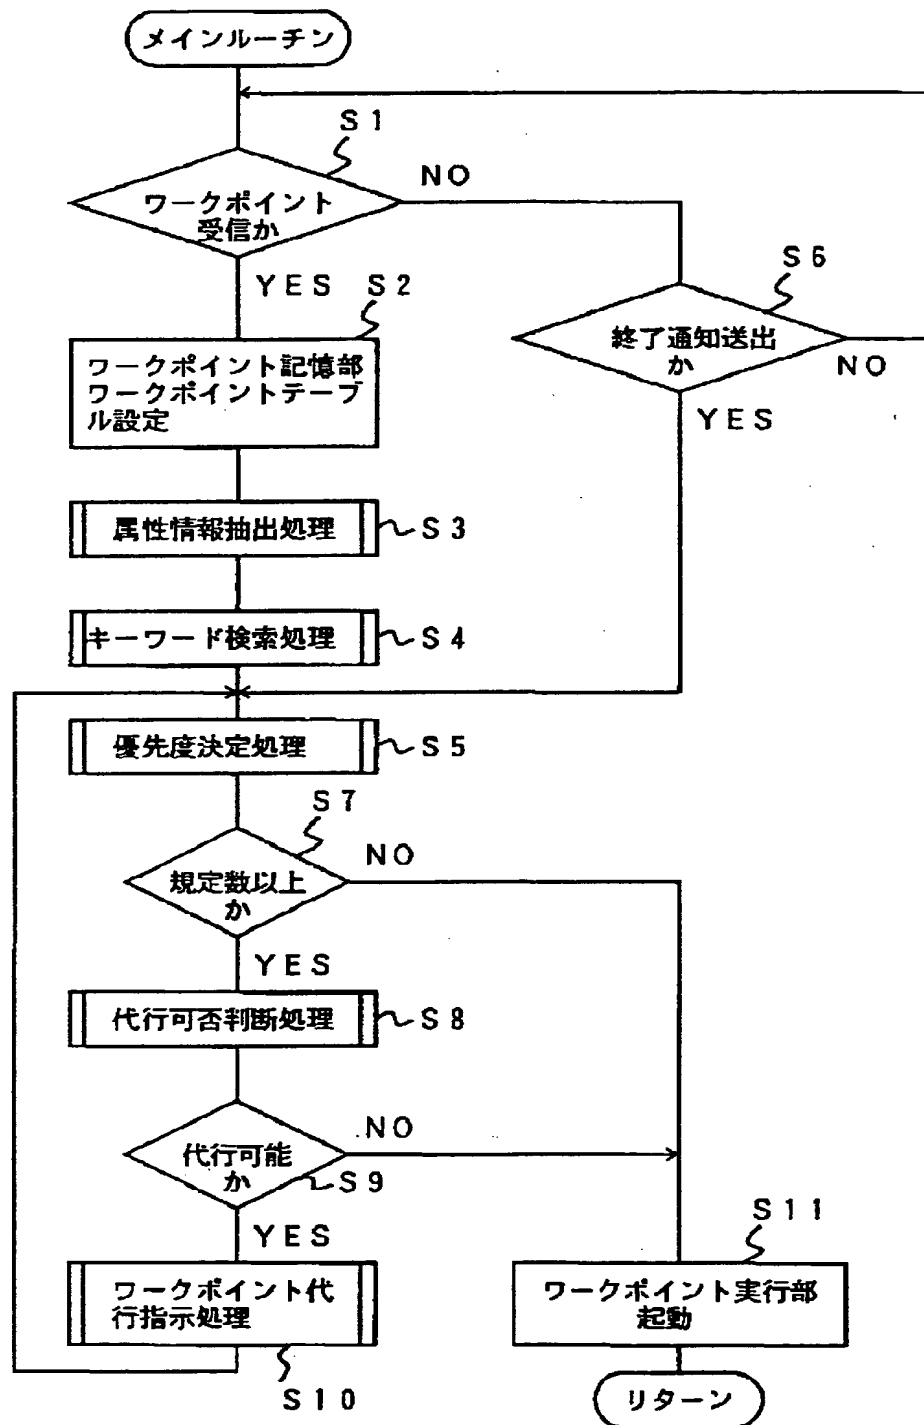 メインルーチン
S1
ワークポイント
受信か
NO
YES
S2
ワークポイント記憶部
ワークポイントテーブ
ル設定
S6
終了通知送出
か
NO
YES
属性情報抽出処理
S3
キーワード検索処理
S4
優先度決定処理
S5
S7
規定数以上
か
NO
YES
代行可否判断処理
S8
代行可能
か
NO
S9
YES
ワークポイント代
行指示処理
S10
S11
ワークポイント実行部
起動
リターン